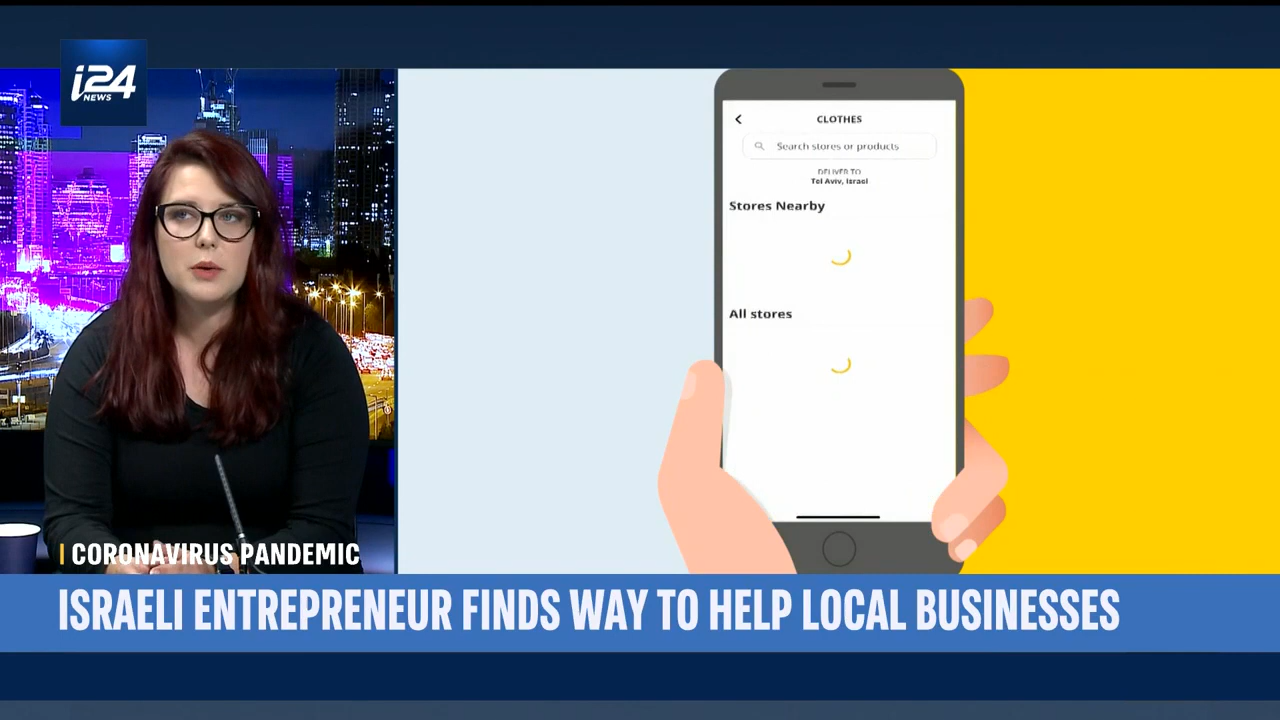 i24
NEWS
CLOTHES
Search stores or products
DELIVER TO
Tel Aviv, Israel
Stores Nearby
All stores
CORONAVIRUS PANDEMIC
ISRAELI ENTREPRENEUR FINDS WAY TO HELP LOCAL BUSINESSES